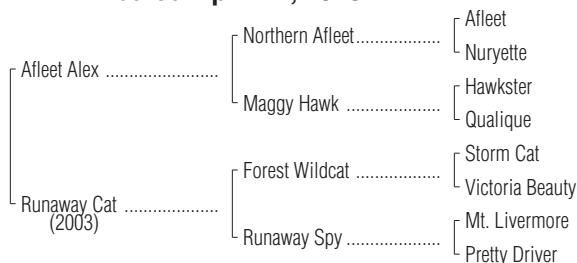 Afleet
Northern Afleet....................
Nuryette
Afleet Alex ..........................
Hawkster
Maggy Hawk ......................
Qualique
Storm Cat
Forest Wildcat ...................
Victoria Beauty
Runaway Cat ......................
(2003)
Mt. Livermore
Runaway Spy .....................
Pretty Driver